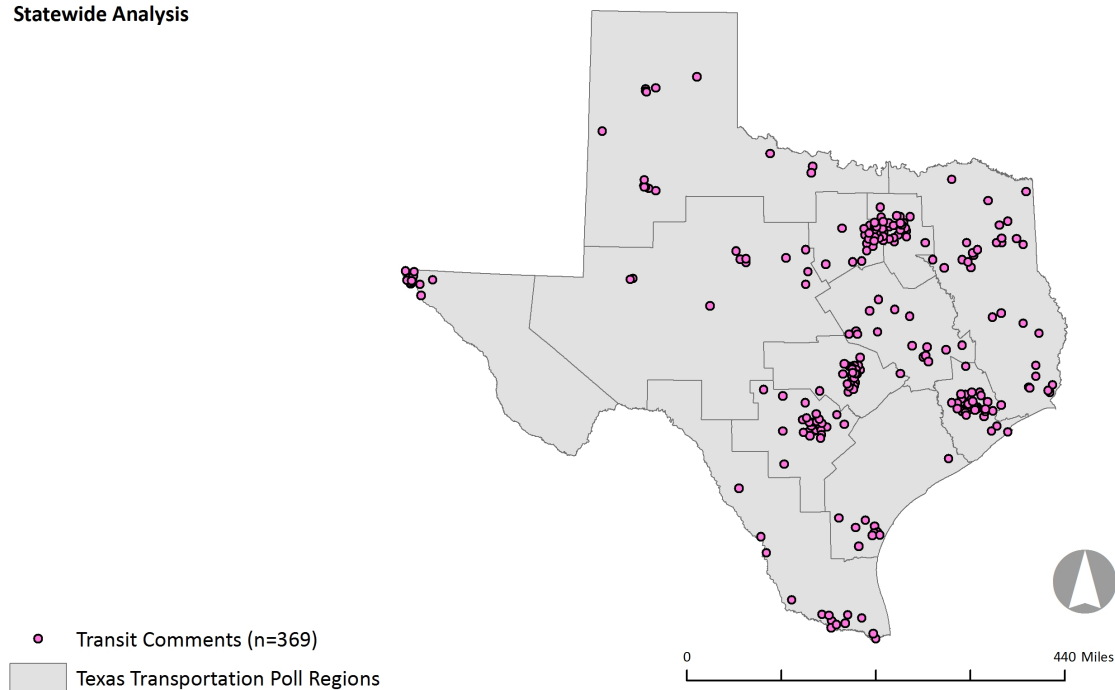 Statewide Analysis
Transit Comments (n=369)
Texas Transportation Poll Regions
0 440 Miles